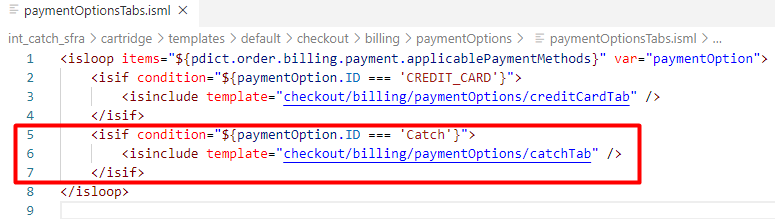 paymentOptionsTabs.isml ×
int_catch_sfra > cartridge > templates > default > checkout > billing > paymentOptions > paymentOptionsTabs.isml > ...
1 <isloop items="${pdict.order.billing.payment.applicablePaymentMethods}" var="paymentOption">
2 <isif condition="${paymentOption.ID === 'CREDIT_CARD'}">
3 <isinclude template="checkout/billing/paymentOptions/creditCardTab" />
4 </isif>
5 <isif condition="${paymentOption.ID === 'Catch'}">
6 <isinclude template="checkout/billing/paymentOptions/catchTab" />
7 </isif>
8 </isloop>
9